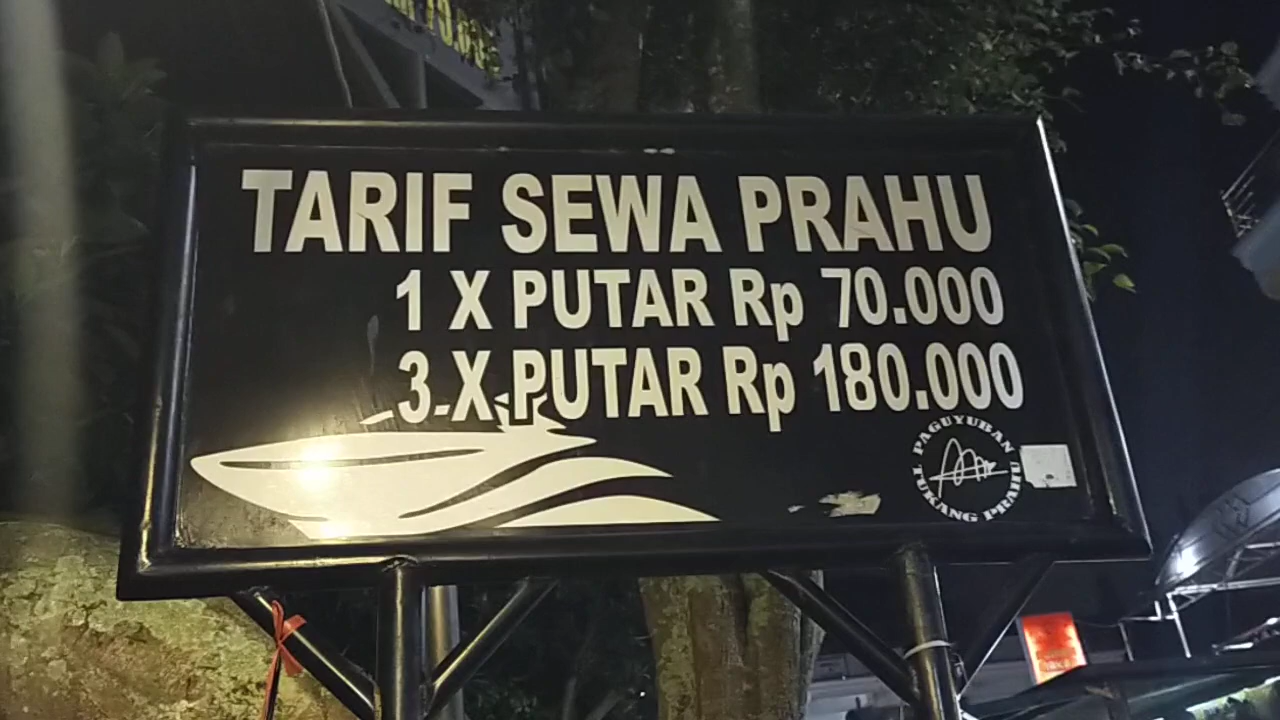 TARIF SEWA PRAHU
1 X PUTAR Rp 70.000
3 X PUTAR Rp 180.000
PAGUYUBAN
TUKANG PRAHU